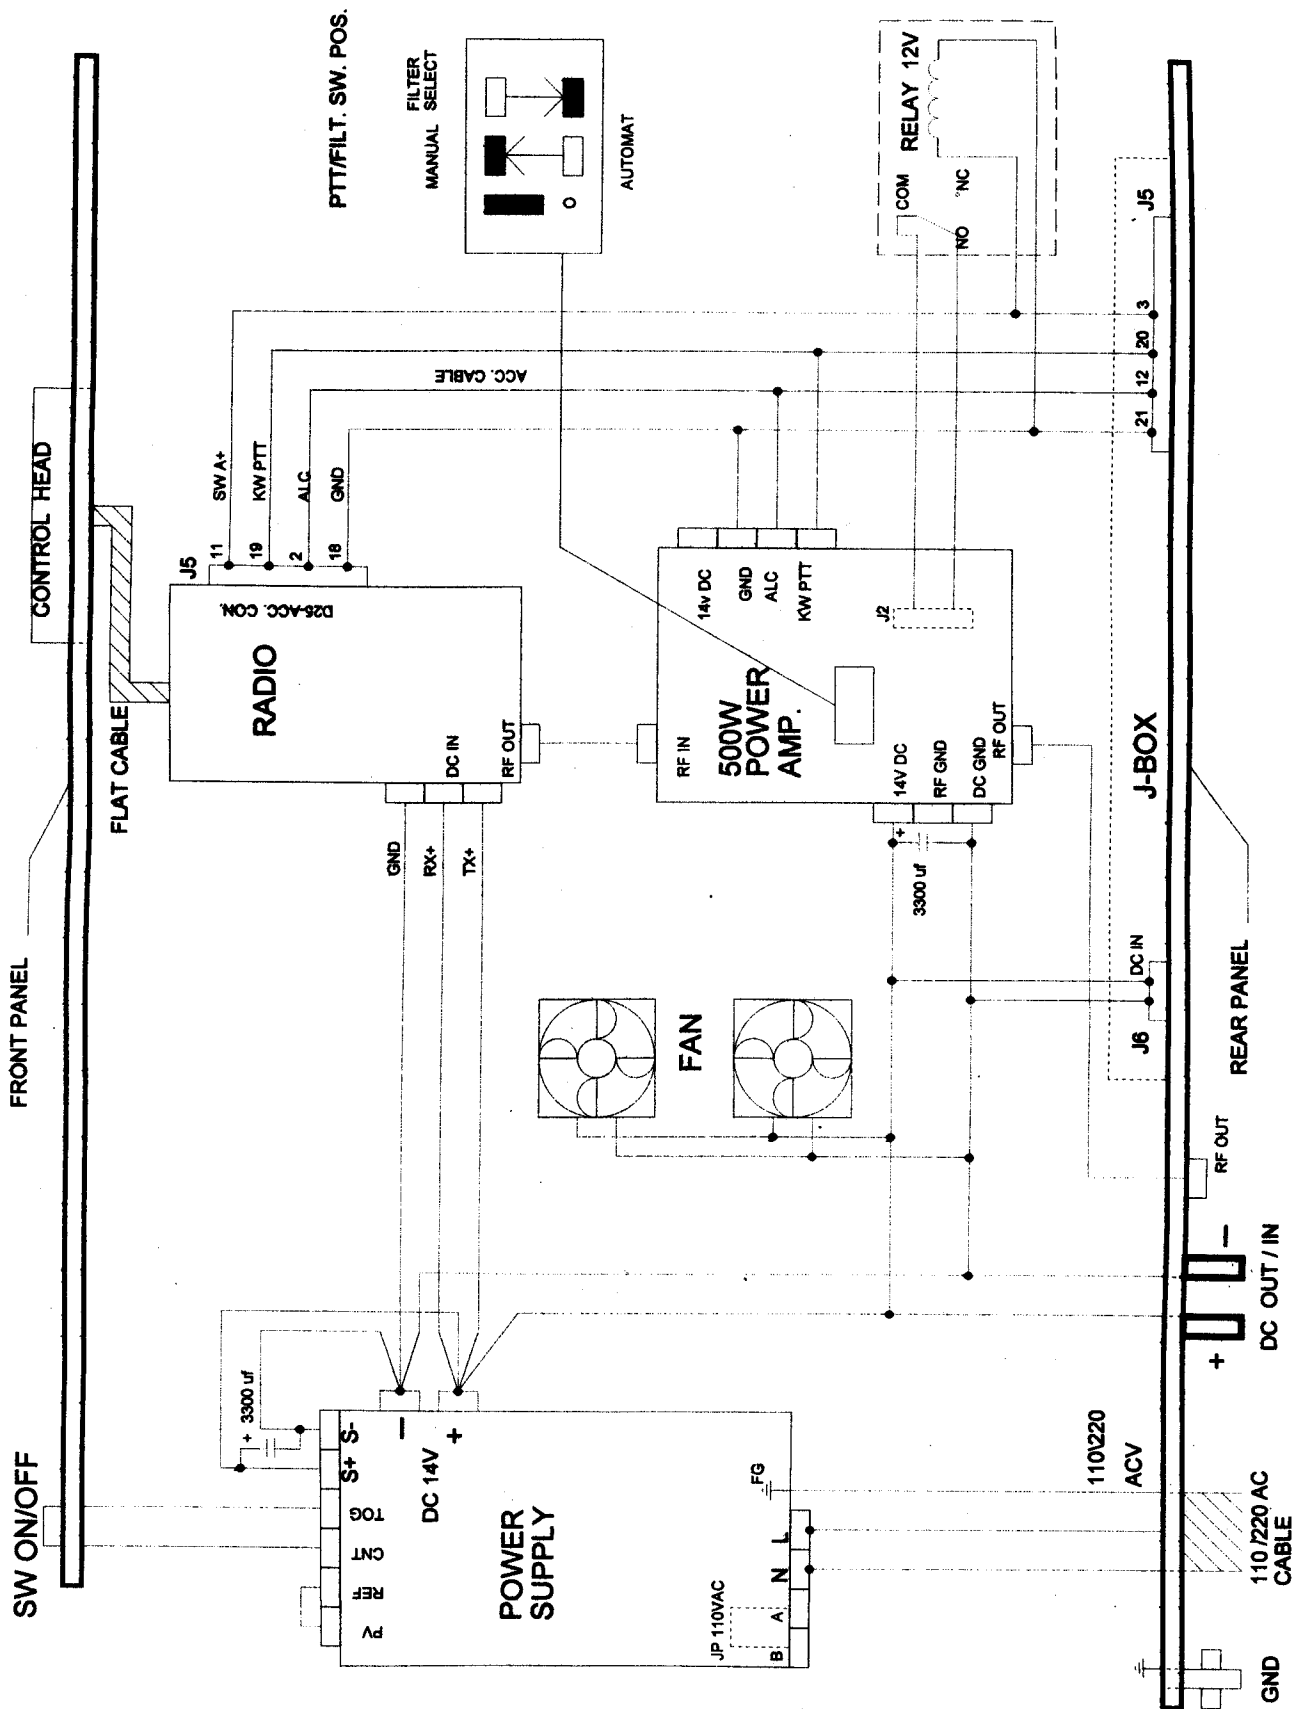 SW ON/OFF
FRONT PANEL
CONTROL HEAD
FLAT CABLE
PTT/FILT. SW. POS.
FILTER
MANUAL SELECT
AUTOMAT
RADIO
J5
D25-ACC. CON.
11
19
2
18
SW A+
KW PTT
ALC
GND
ACC. CABLE
DC IN
RF OUT
GND
RX+
TX+
3300 uf
+
S-
S+
TOG
CNT
REF
PV
DC 14V
−
+
POWER
SUPPLY
JP 110VAC
B
A
N
L
FG
FAN
RF IN
500W
POWER
AMP.
14v DC
GND
ALC
KW PTT
J2
14V DC
RF GND
DC GND
RF OUT
+
3300 uf
RELAY 12V
COM
NO
NC
J-BOX
J5
3
20
12
21
DC IN
J6
REAR PANEL
RF OUT
−
+
DC OUT / IN
110\220
ACV
110 /220 AC
CABLE
GND